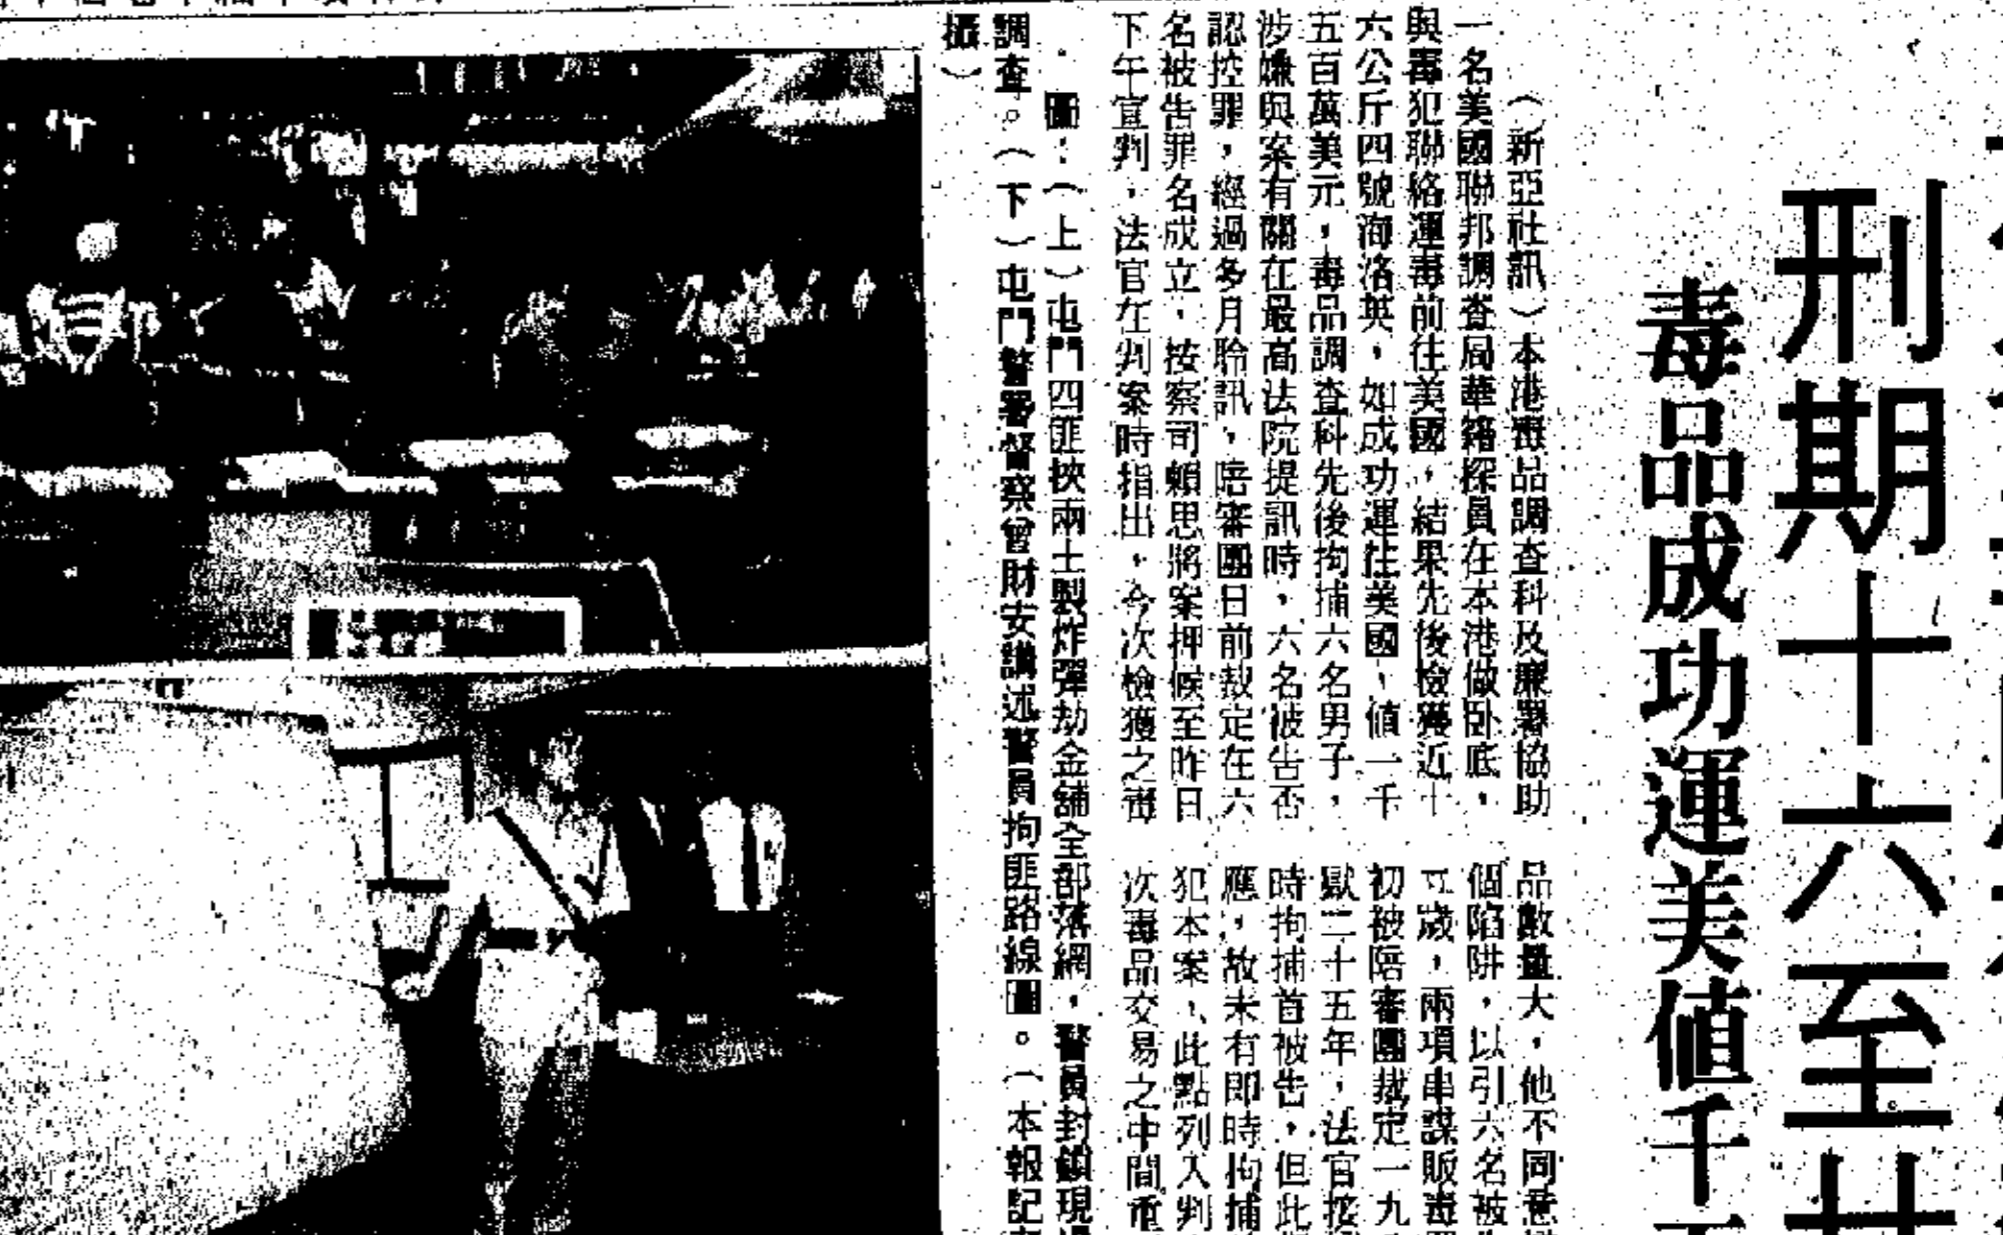 刑期十六至廿
毒品成功運美值千
（新亞社訊）本港毒品調查科及廉署協助
一名美國聯邦調查局華籍探員在本港做卧底，
與毒犯聯絡運毒前往美國，結果先後檢獲近十
六公斤四號海洛英，如成功運往美國，值一千
五百萬美元，毒品調查科先後拘捕六名男子，
涉嫌與案有關在最高法院提訊時，六名被告否
認控罪，經過多月聆訊，陪審團日前裁定在六
名被告罪名成立，按察司賴思將案押候至昨日
下午宣判，法官在判案時指出，今次檢獲之毒
品數量大，他不同意
個陷阱，以引六名被
歲，兩項串謀販毒
初被陪審團裁定一九
獄二十五年，法官按
時拘捕首被告，但此
應，故未有即時拘捕
犯本案，此點列入判
次毒品交易之中間
圖：（上）屯門四匪挾兩土製炸彈劫金舖全部落網，警員封鎖現
調查。（下）屯門警署督察曾財安講述警員拘匪路線圖。（本報記
攝）